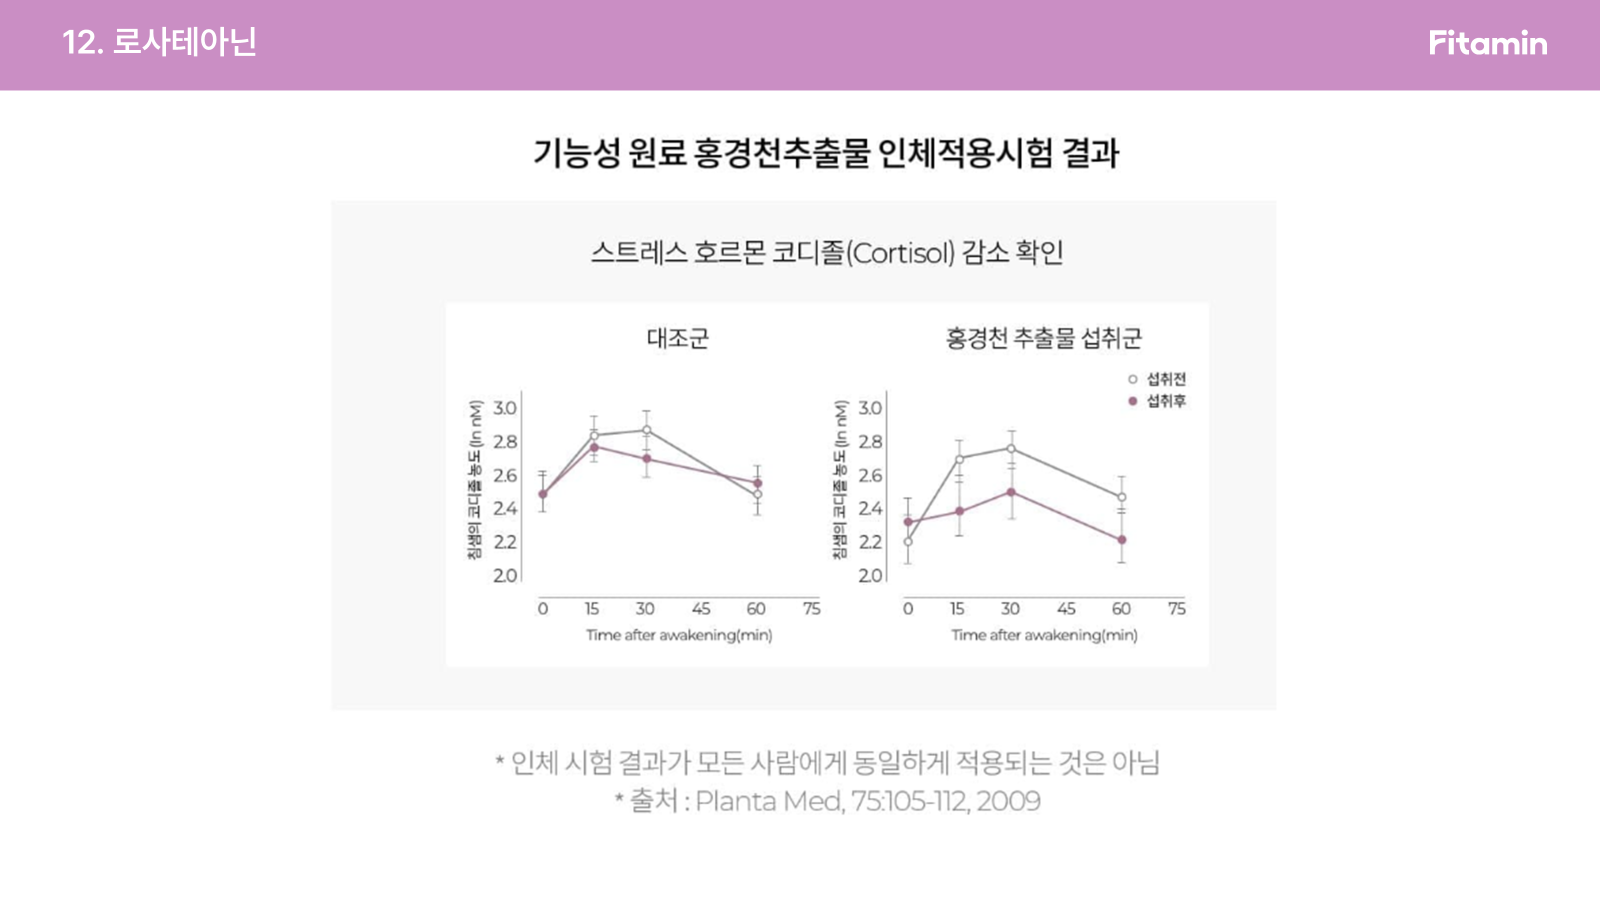 12. 로사테아닌
Fitamin
기능성 원료 홍경천추출물 인체적용시험 결과
스트레스 호르몬 코디졸(Cortisol) 감소 확인
대조군
침샘의 코디졸 농도(ln nM)
3.0
2.8
2.6
2.4
2.2
2.0
0 15 30 45 60 75
Time after awakening(min)
홍경천 추출물 섭취군
섭취전
섭취후
침샘의 코디졸 농도(ln nM)
3.0
2.8
2.6
2.4
2.2
2.0
0 15 30 45 60 75
Time after awakening(min)
* 인체 시험 결과가 모든 사람에게 동일하게 적용되는 것은 아님
* 출처 : Planta Med, 75:105-112, 2009